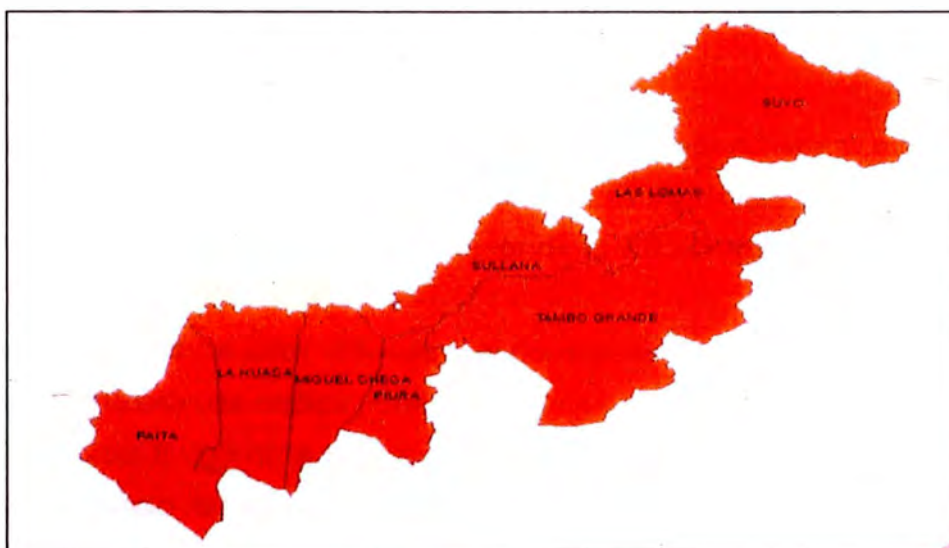 SUYO
LAS LOMAS
SULLANA
TAMBO GRANDE
LA HUACA
MIGUEL CHECA
PIURA
PAITA